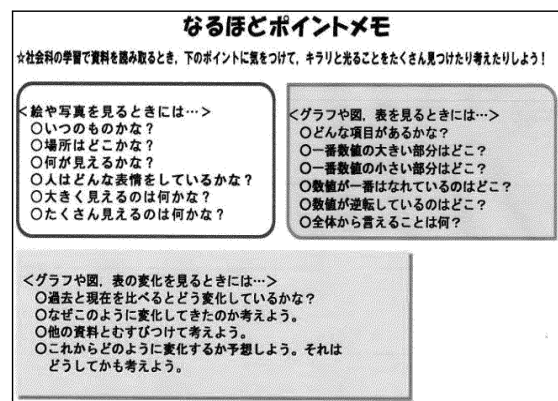 なるほどポイントメモ
☆社会科の学習で資料を読み取るとき，下のポイントに気をつけて，キラリと光ることをたくさん見つけたり考えたりしよう！
＜絵や写真を見るときには…＞
○いつのものかな？
○場所はどこかな？
○何が見えるかな？
○人はどんな表情をしているかな？
○大きく見えるのは何かな？
○たくさん見えるのは何かな？
＜グラフや図，表を見るときには…＞
○どんな項目があるかな？
○一番数値の大きい部分はどこ？
○一番数値の小さい部分はどこ？
○数値が一番はなれているのはどこ？
○数値が逆転しているのはどこ？
○全体から言えることは何？
＜グラフや図，表の変化を見るときには…＞
○過去と現在を比べるとどう変化しているかな？
○なぜこのように変化してきたのか考えよう。
○他の資料とむすびつけて考えよう。
○これからどのように変化するか予想しよう。それは
どうしてかも考えよう。